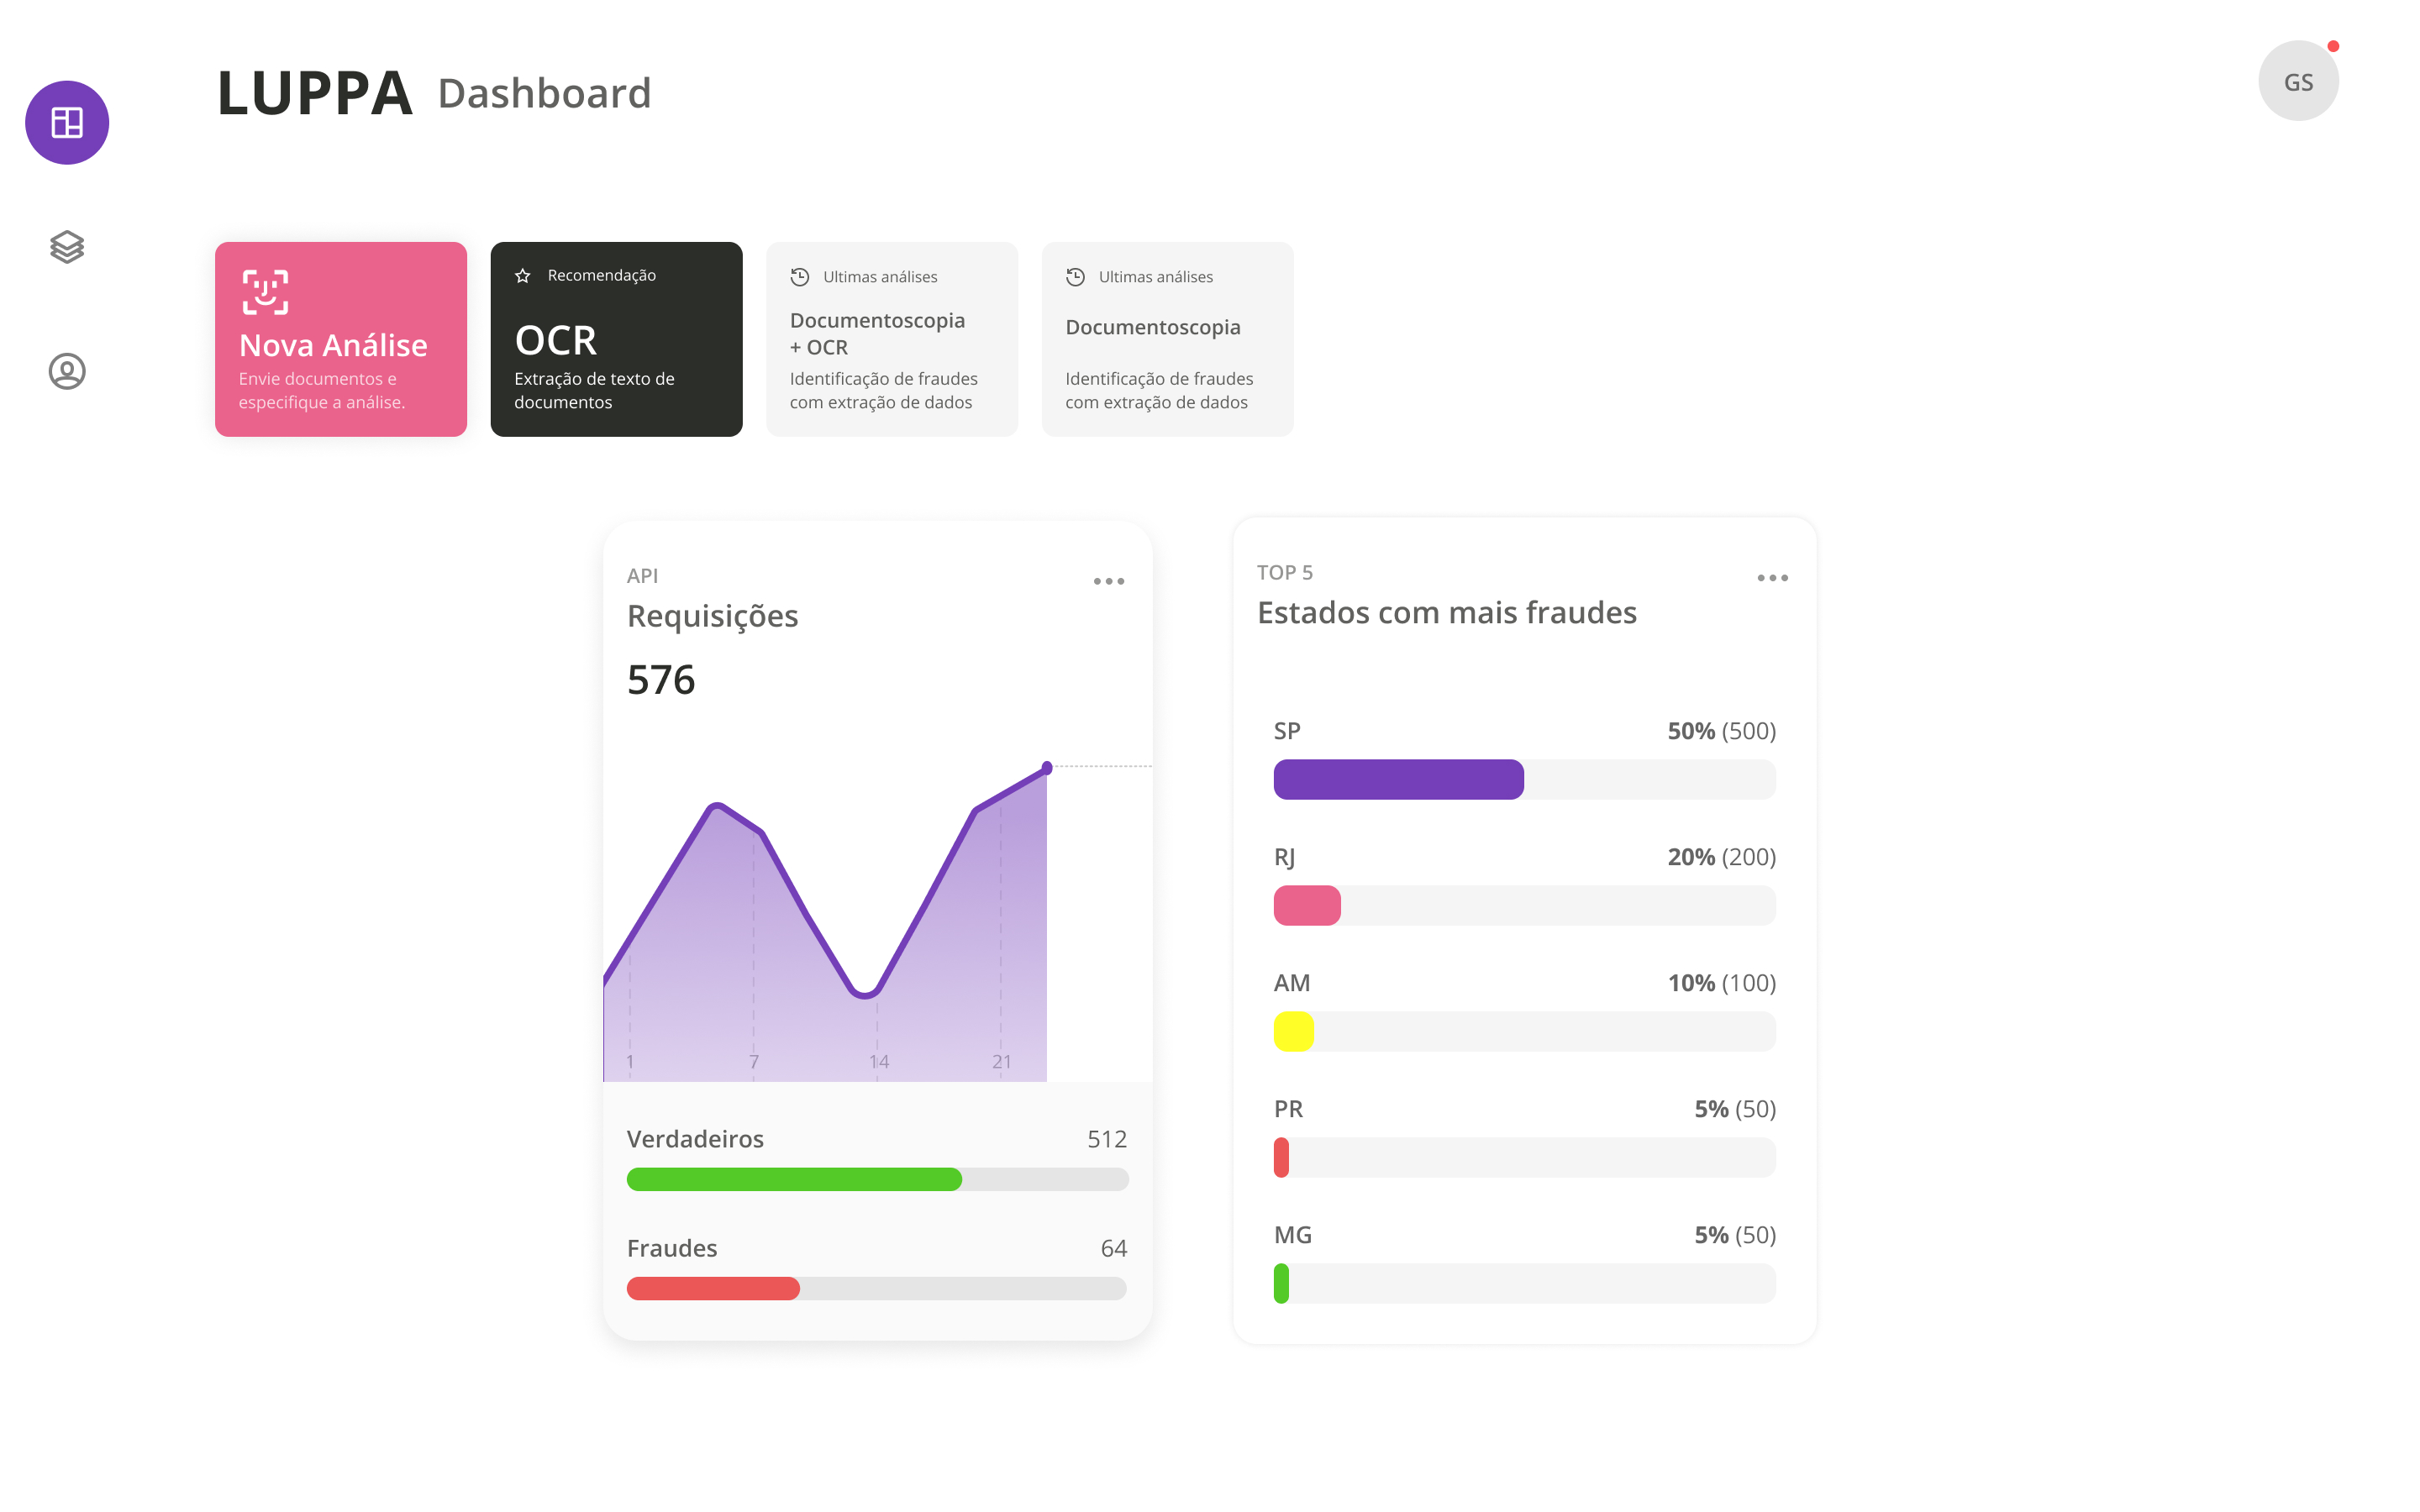 LUPPA Dashboard
GS
Nova Análise
Envie documentos e
especifique a análise.
Recomendação
OCR
Extração de texto de
documentos
Ultimas análises
Documentoscopia
+ OCR
Identificação de fraudes
com extração de dados
Ultimas análises
Documentoscopia
Identificação de fraudes
com extração de dados
API
Requisições
576
1 7 14 21
Verdadeiros 512
Fraudes 64
TOP 5
Estados com mais fraudes
SP 50% (500)
RJ 20% (200)
AM 10% (100)
PR 5% (50)
MG 5% (50)